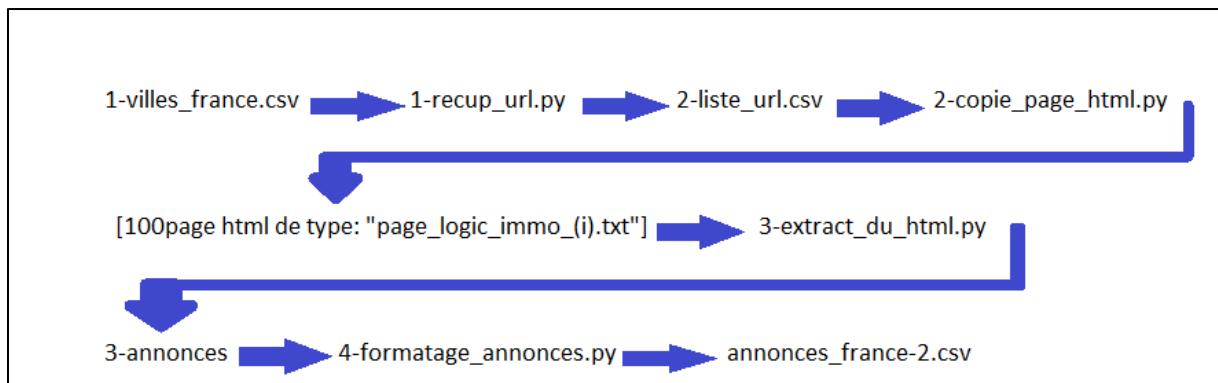 1-villes_france.csv 1-recup_url.py 2-liste_url.csv 2-copie_page_html.py
[100page html de type: "page_logic_immo_(i).txt"] 3-extract_du_html.py
3-annonces 4-formatage_annonces.py annonces_france-2.csv